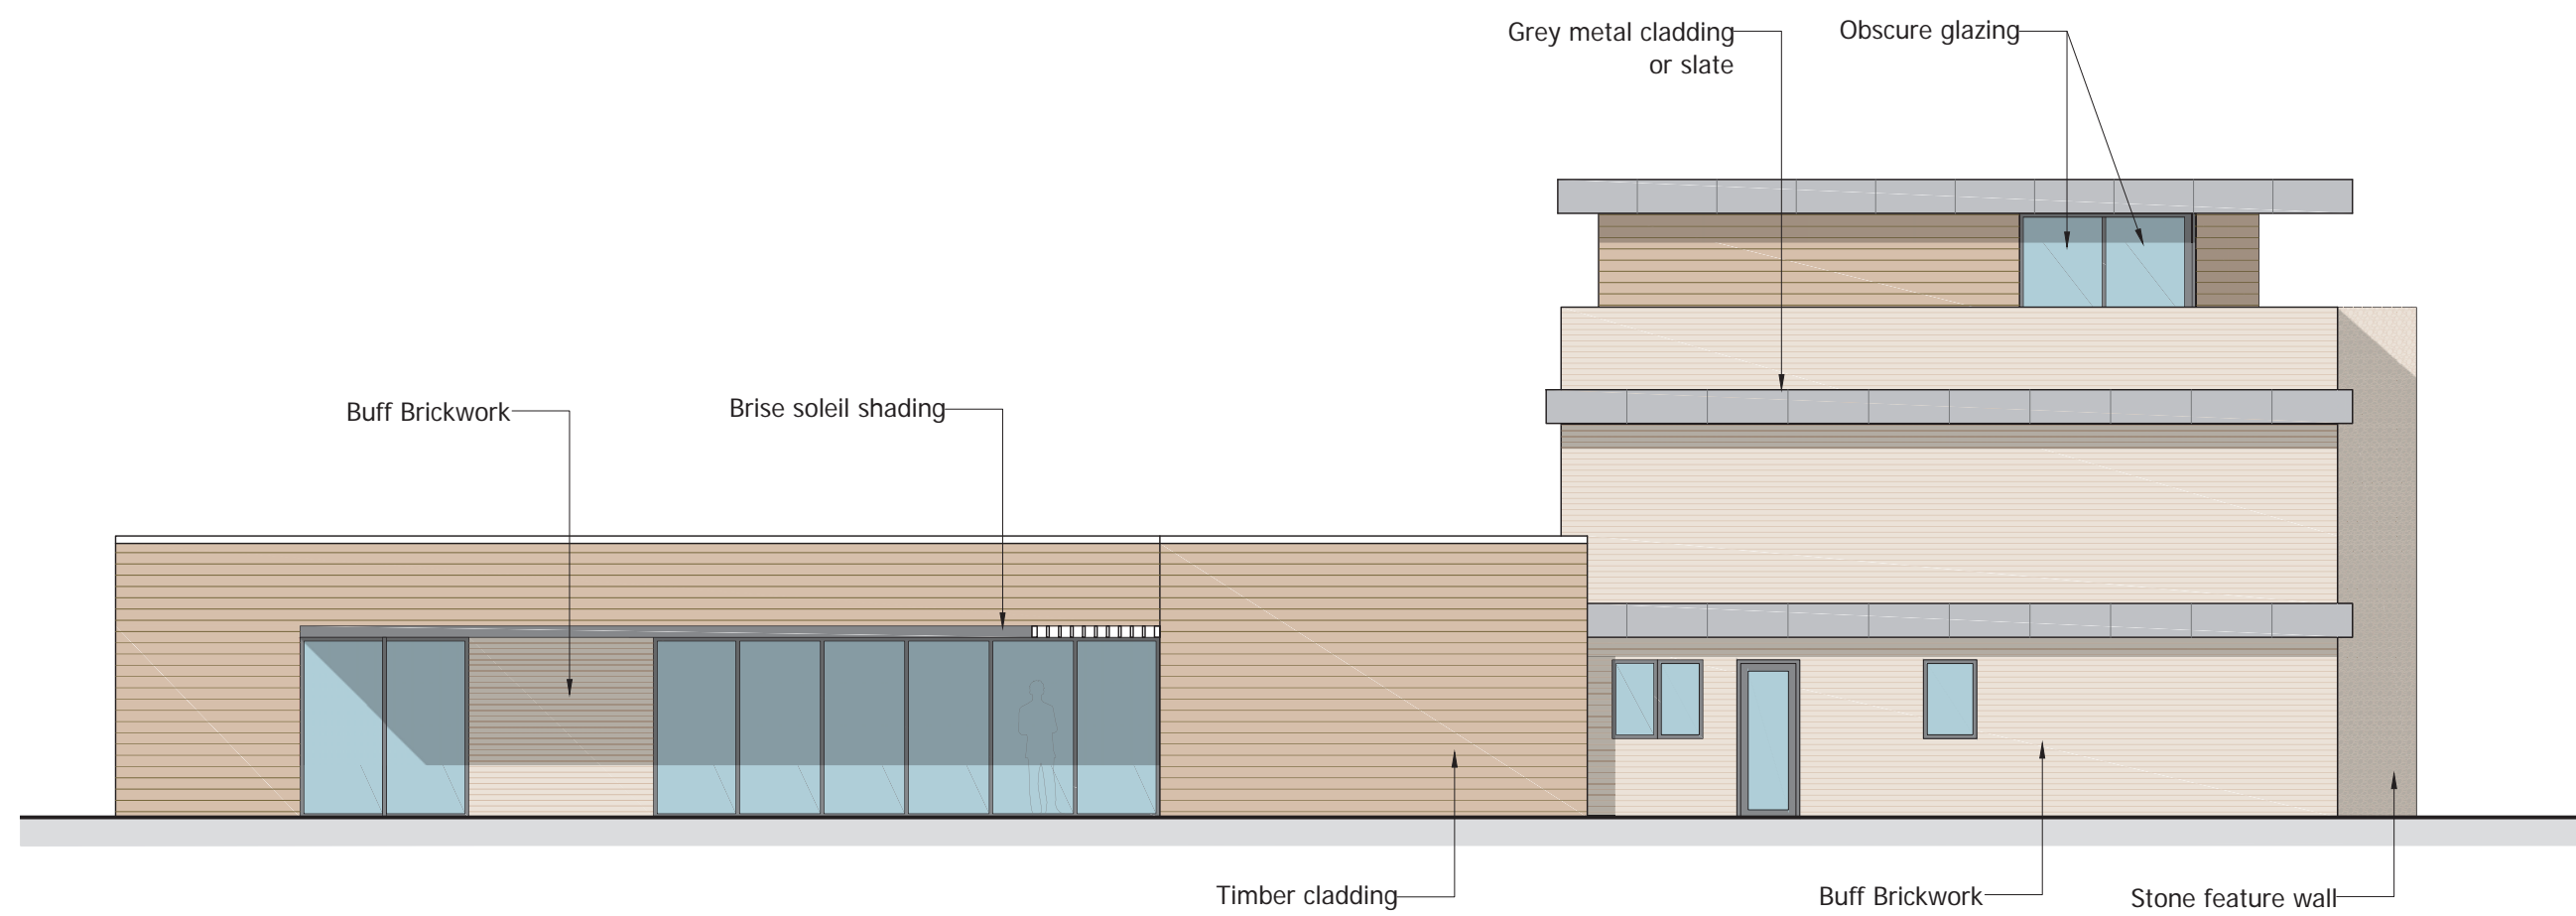 Grey metal cladding
or slate
Obscure glazing
Buff Brickwork
Brise soleil shading
Timber cladding
Buff Brickwork
Stone feature wall